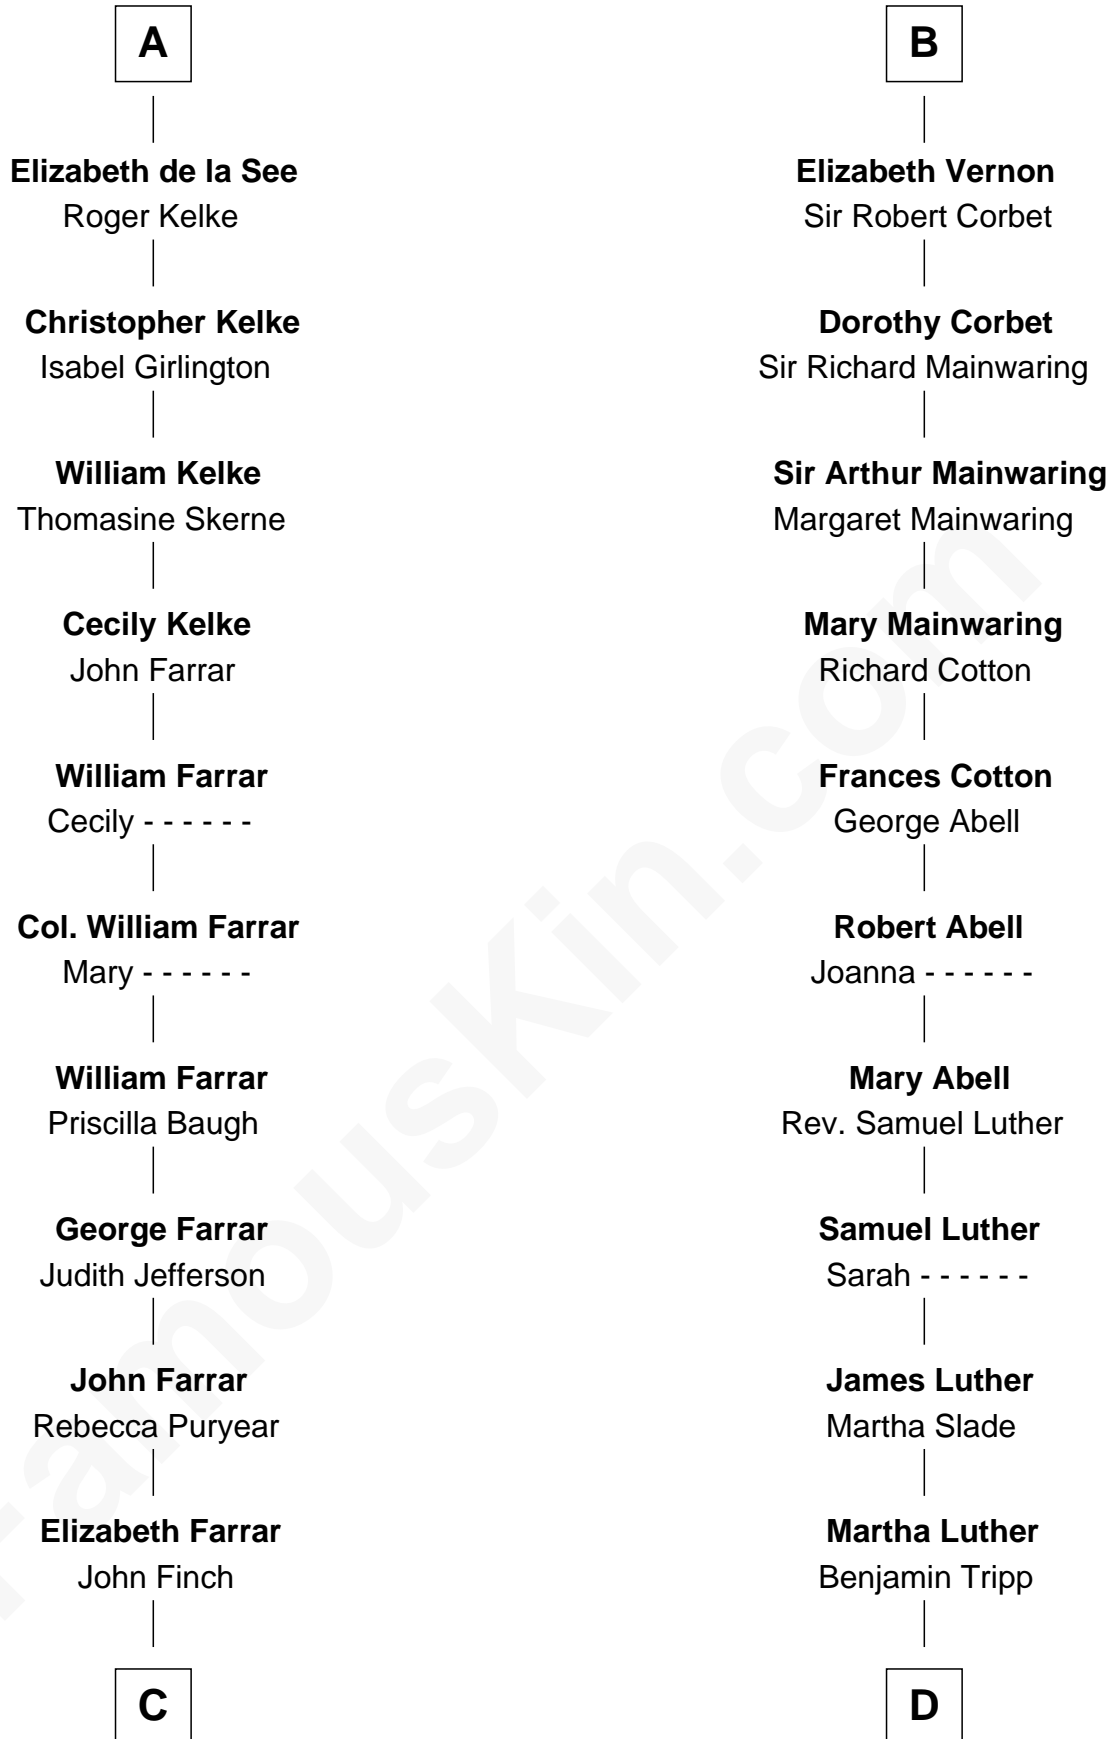 A
Elizabeth de la See
Roger Kelke
Christopher Kelke
Isabel Girlington
William Kelke
Thomasine Skerne
Cecily Kelke
John Farrar
William Farrar
Cecily - - - - - -
Col. William Farrar
Mary - - - - - -
William Farrar
Priscilla Baugh
George Farrar
Judith Jefferson
John Farrar
Rebecca Puryear
Elizabeth Farrar
John Finch
C
B
Elizabeth Vernon
Sir Robert Corbet
Dorothy Corbet
Sir Richard Mainwaring
Sir Arthur Mainwaring
Margaret Mainwaring
Mary Mainwaring
Richard Cotton
Frances Cotton
George Abell
Robert Abell
Joanna - - - - - -
Mary Abell
Rev. Samuel Luther
Samuel Luther
Sarah - - - - - -
James Luther
Martha Slade
Martha Luther
Benjamin Tripp
D
FamousKin.com